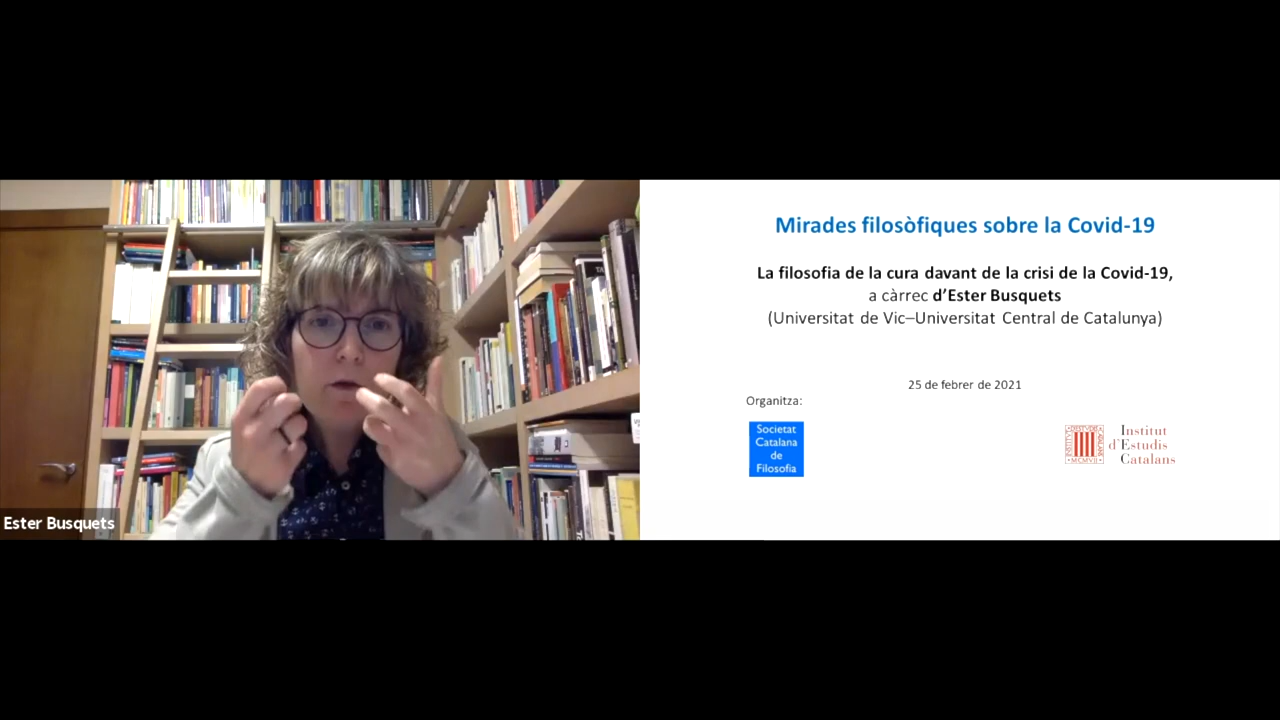 Ester Busquets
Mirades filosòfiques sobre la Covid-19
La filosofia de la cura davant de la crisi de la Covid-19,
a càrrec d’Ester Busquets
(Universitat de Vic–Universitat Central de Catalunya)
25 de febrer de 2021
Organitza:
Societat
Catalana
de
Filosofia
Institut
d'Estudis
Catalans